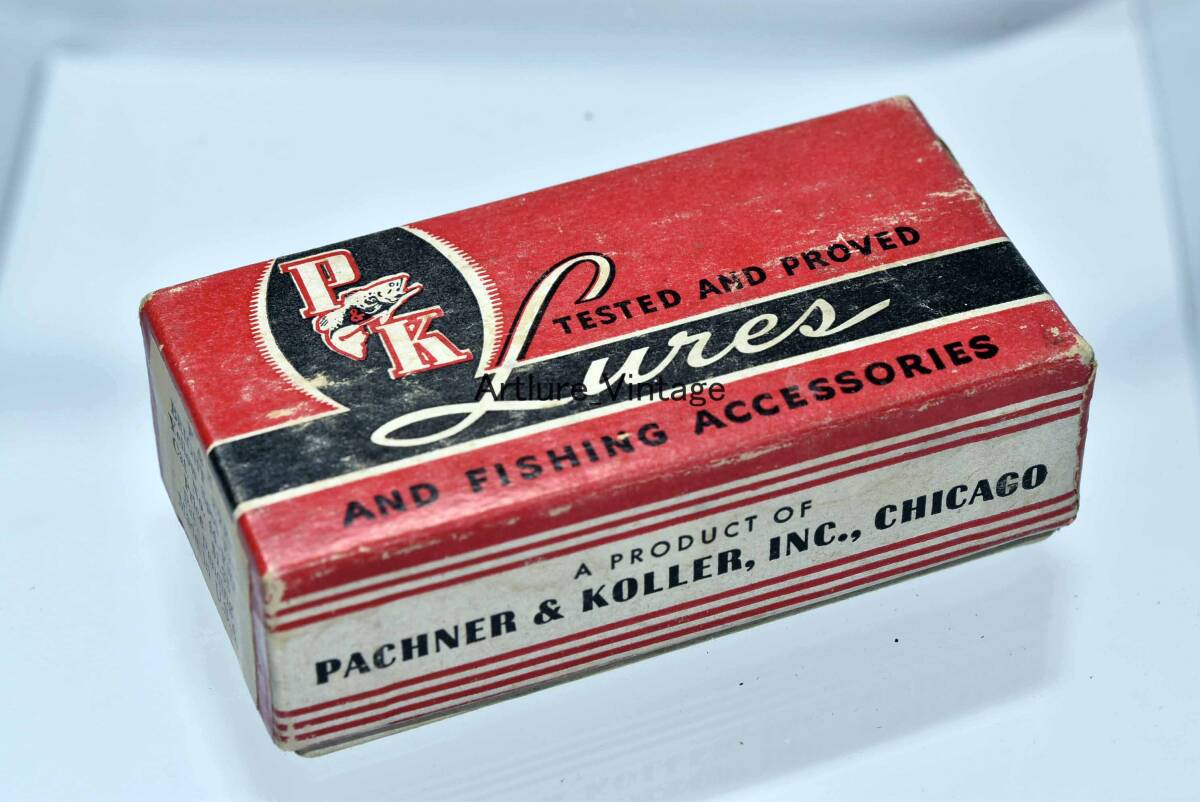 P
&
K
TESTED AND PROVED
Lures
AND FISHING ACCESSORIES
A PRODUCT OF
PACHNER & KOLLER, INC., CHICAGO
Artlure_Vintage